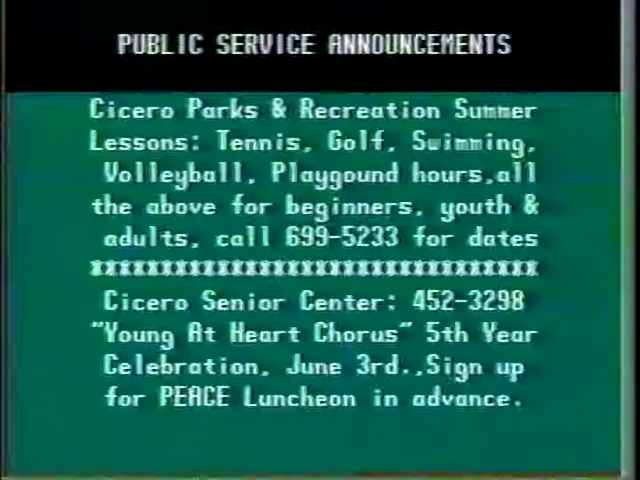 PUBLIC SERVICE ANNOUNCEMENTS
Cicero Parks & Recreation Summer
Lessons: Tennis, Golf, Swimming,
Volleyball, Playgound hours,all
the above for beginners, youth &
adults, call 699-5233 for dates
********************************
Cicero Senior Center: 452-3298
"Young At Heart Chorus" 5th Year
Celebration, June 3rd.,Sign up
for PEACE Luncheon in advance.